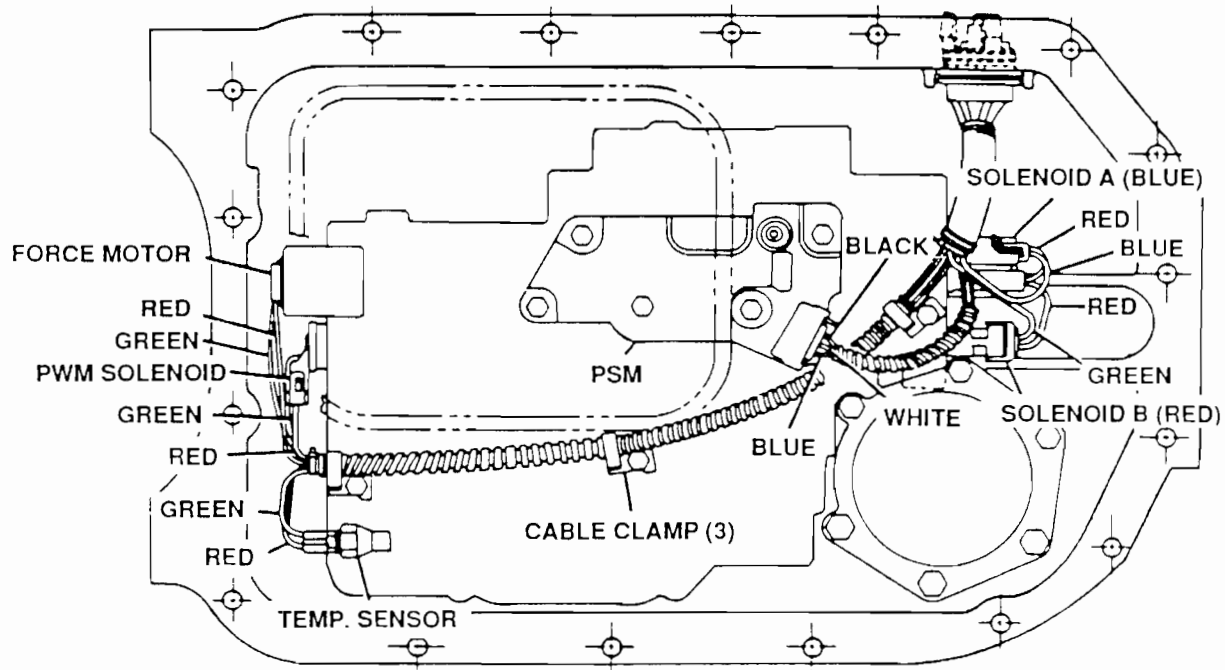 SOLENOID A (BLUE)
RED
BLUE
BLACK
FORCE MOTOR
RED
RED
GREEN
PWM SOLENOID
PSM
GREEN
GREEN
WHITE
SOLENOID B (RED)
BLUE
RED
GREEN
CABLE CLAMP (3)
RED
TEMP. SENSOR